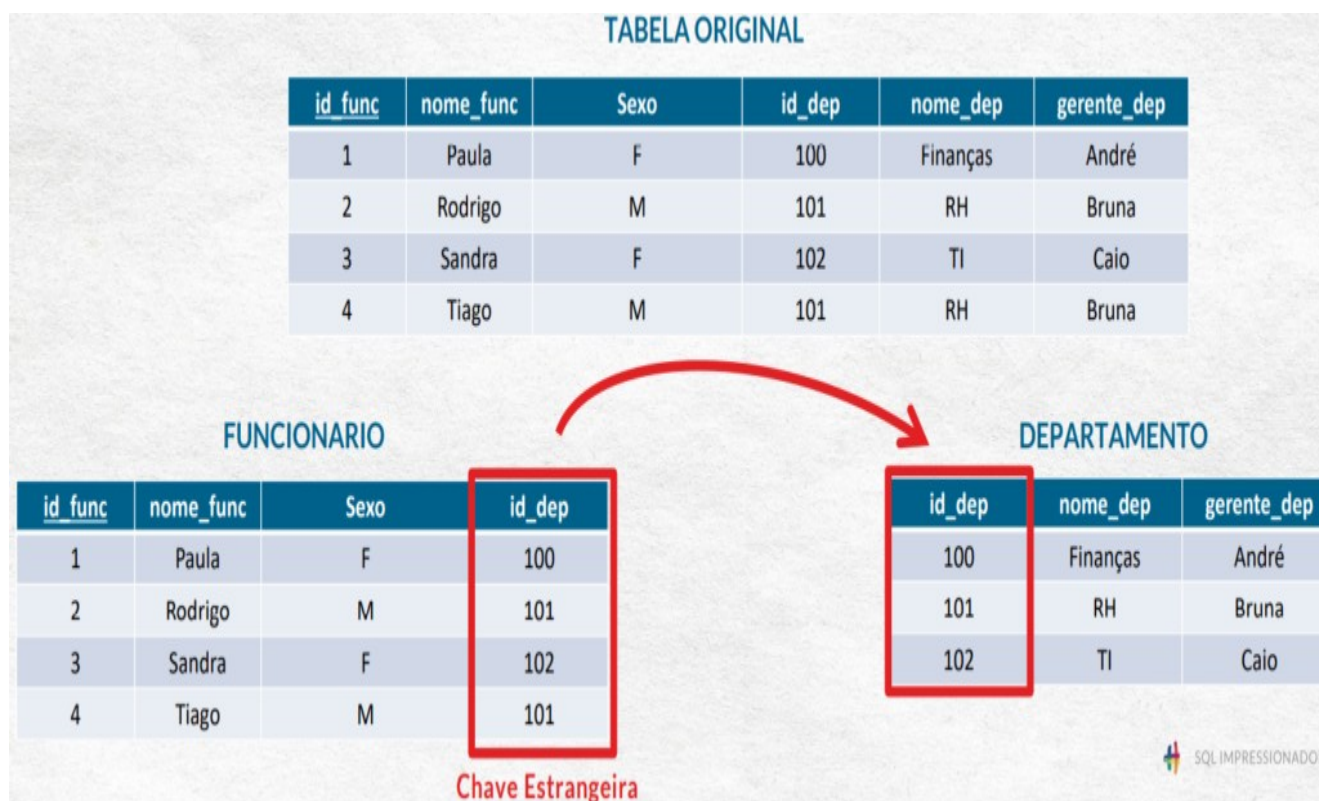 TABELA ORIGINAL
id_func nome_func Sexo id_dep nome_dep gerente_dep
1 Paula F 100 Finanças André
2 Rodrigo M 101 RH Bruna
3 Sandra F 102 TI Caio
4 Tiago M 101 RH Bruna
FUNCIONARIO
id_func nome_func Sexo id_dep
1 Paula F 100
2 Rodrigo M 101
3 Sandra F 102
4 Tiago M 101
Chave Estrangeira
DEPARTAMENTO
id_dep nome_dep gerente_dep
100 Finanças André
101 RH Bruna
102 TI Caio
SQL IMPRESSIONADO